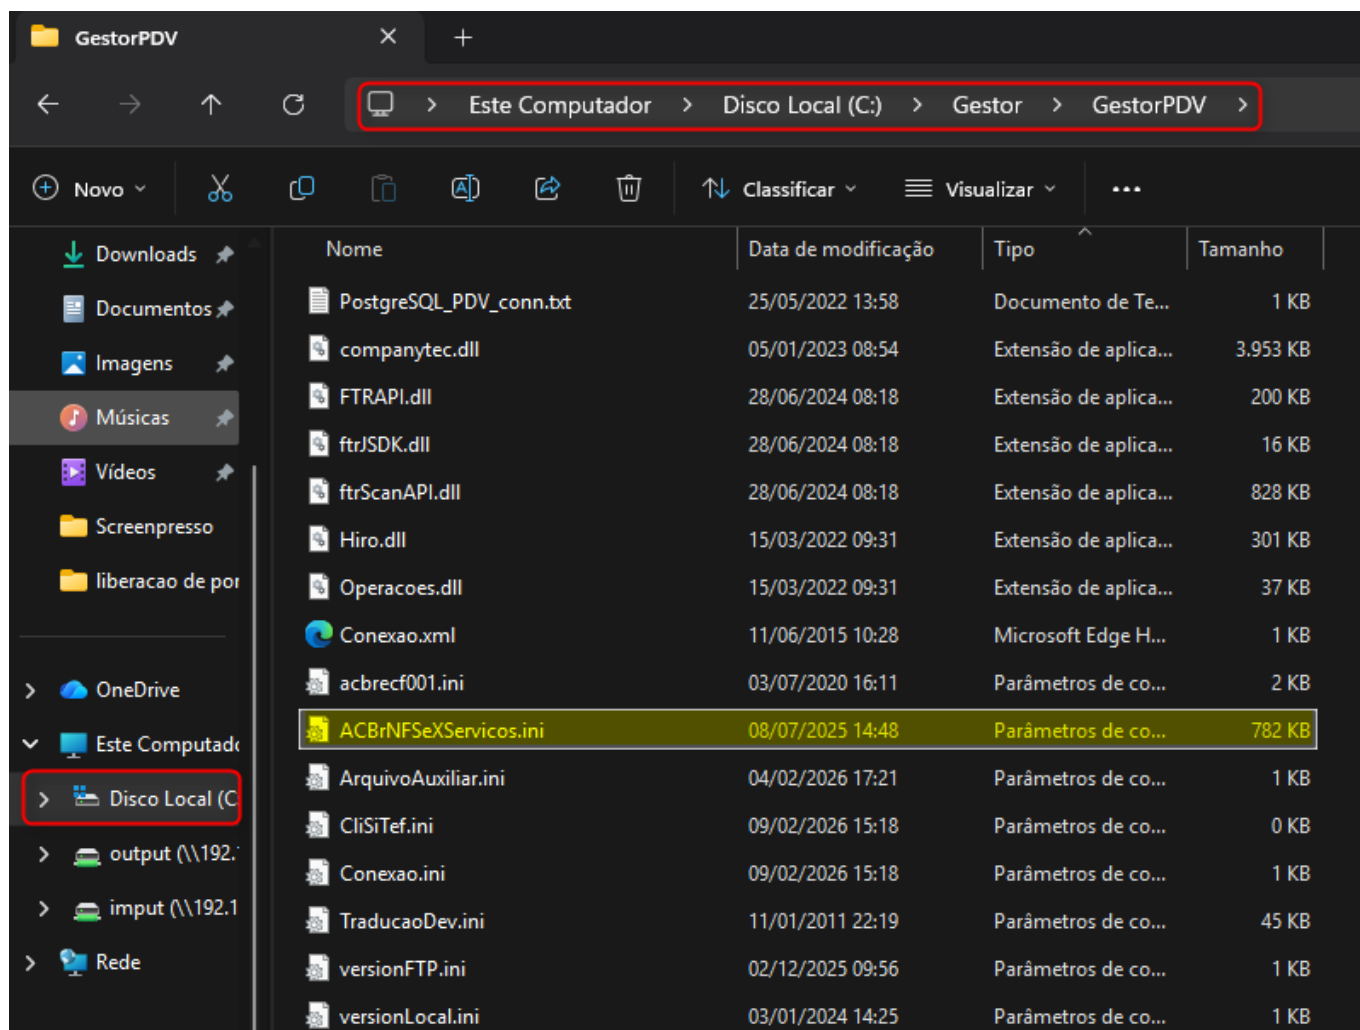 GestorPDV
Este Computador > Disco Local (C:) > Gestor > GestorPDV >
Novo Classificar Visualizar ...
Downloads
Documentos
Imagens
Músicas
Vídeos
Screenpresso
liberacao de por
OneDrive
Este Computad
Disco Local (C
output (\\192.
imput (\\192.1
Rede
Nome Data de modificação Tipo Tamanho
PostgreSQL_PDV_conn.txt 25/05/2022 13:58 Documento de Te... 1 KB
companytec.dll 05/01/2023 08:54 Extensão de aplica... 3.953 KB
FTRAPI.dll 28/06/2024 08:18 Extensão de aplica... 200 KB
ftrJSDK.dll 28/06/2024 08:18 Extensão de aplica... 16 KB
ftrScanAPI.dll 28/06/2024 08:18 Extensão de aplica... 828 KB
Hiro.dll 15/03/2022 09:31 Extensão de aplica... 301 KB
Operacoes.dll 15/03/2022 09:31 Extensão de aplica... 37 KB
Conexao.xml 11/06/2015 10:28 Microsoft Edge H... 1 KB
acbrecf001.ini 03/07/2020 16:11 Parâmetros de co... 2 KB
ACBrNFSeXServicos.ini 08/07/2025 14:48 Parâmetros de co... 782 KB
ArquivoAuxiliar.ini 04/02/2026 17:21 Parâmetros de co... 1 KB
CliSiTef.ini 09/02/2026 15:18 Parâmetros de co... 0 KB
Conexao.ini 09/02/2026 15:18 Parâmetros de co... 1 KB
TraducaoDev.ini 11/01/2011 22:19 Parâmetros de co... 45 KB
versionFTP.ini 02/12/2025 09:56 Parâmetros de co... 1 KB
versionLocal.ini 03/01/2024 14:25 Parâmetros de co... 1 KB